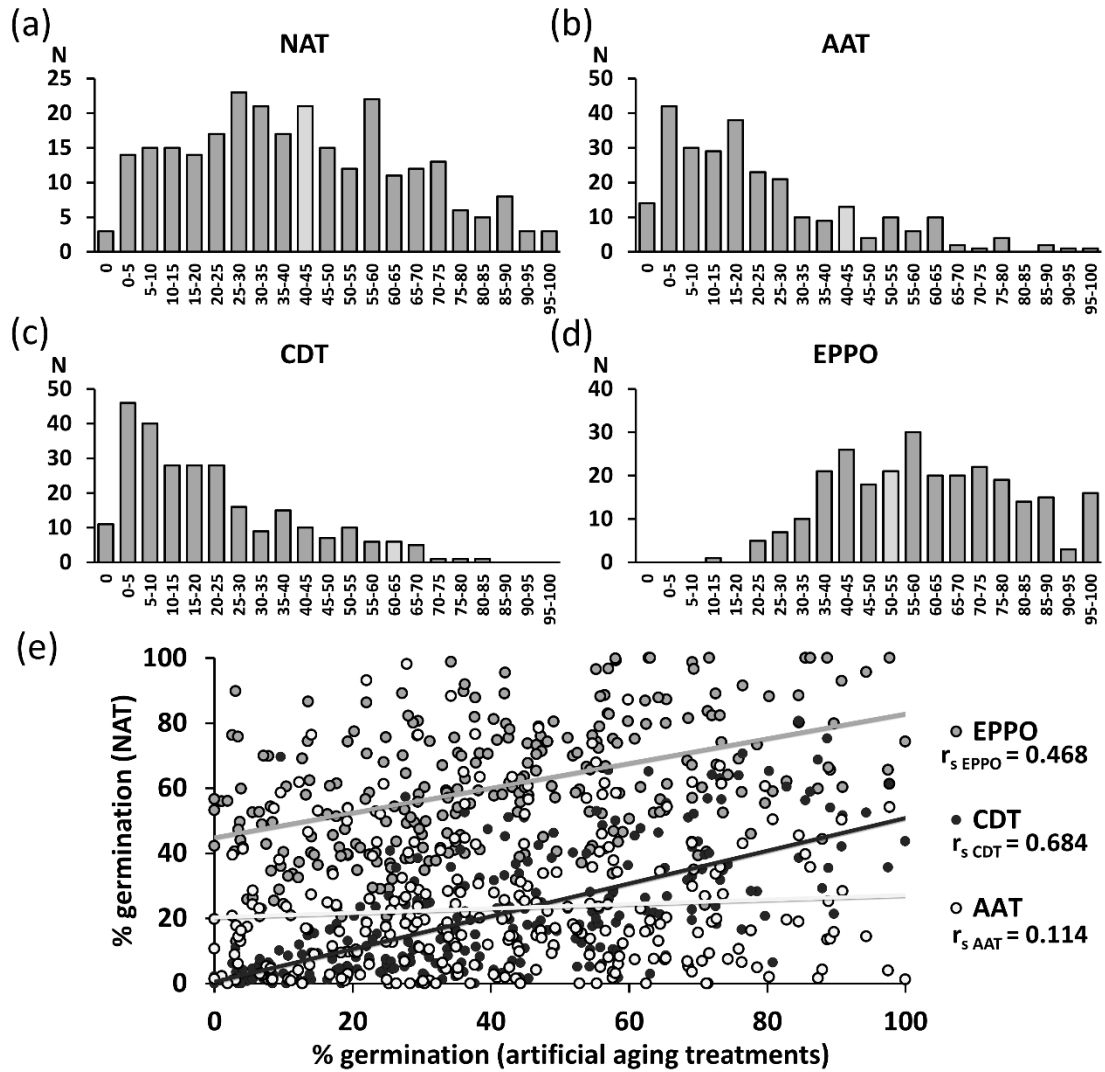 (a)
NAT
N
25
20
15
10
5
0
0 0-5 5-10 10-15 15-20 20-25 25-30 30-35 35-40 40-45 45-50 50-55 55-60 60-65 65-70 70-75 75-80 80-85 85-90 90-95 95-100
(b)
AAT
N
50
40
30
20
10
0
0 0-5 5-10 10-15 15-20 20-25 25-30 30-35 35-40 40-45 45-50 50-55 55-60 60-65 65-70 70-75 75-80 80-85 85-90 90-95 95-100
(c)
CDT
N
50
40
30
20
10
0
0 0-5 5-10 10-15 15-20 20-25 25-30 30-35 35-40 40-45 45-50 50-55 55-60 60-65 65-70 70-75 75-80 80-85 85-90 90-95 95-100
(d)
EPPO
N
40
30
20
10
0
0 0-5 5-10 10-15 15-20 20-25 25-30 30-35 35-40 40-45 45-50 50-55 55-60 60-65 65-70 70-75 75-80 80-85 85-90 90-95 95-100
(e)
% germination (NAT)
100
80
60
40
20
0
0 20 40 60 80 100
% germination (artificial aging treatments)
EPPO
rs EPPO = 0.468
CDT
rs CDT = 0.684
AAT
rs AAT = 0.114